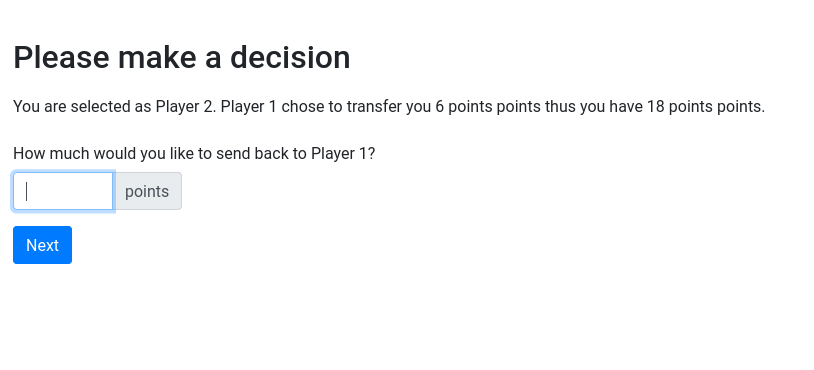 Please make a decision
You are selected as Player 2. Player 1 chose to transfer you 6 points points thus you have 18 points points.
How much would you like to send back to Player 1?
points
Next